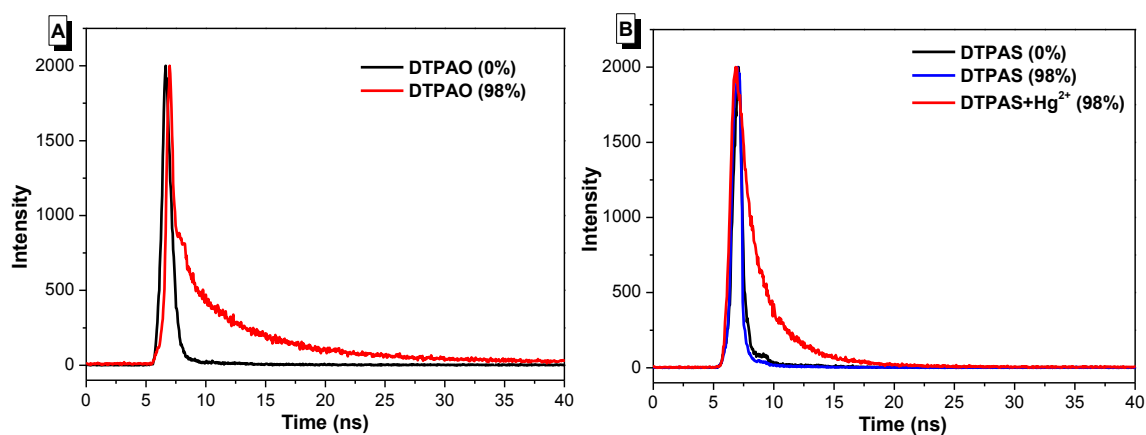 A
DTPAO (0%)
DTPAO (98%)
2000
1500
1000
500
0
Intensity
0 5 10 15 20 25 30 35 40
Time (ns)
B
DTPAS (0%)
DTPAS (98%)
DTPAS+Hg²⁺ (98%)
2000
1500
1000
500
0
Intensity
0 5 10 15 20 25 30 35 40
Time (ns)